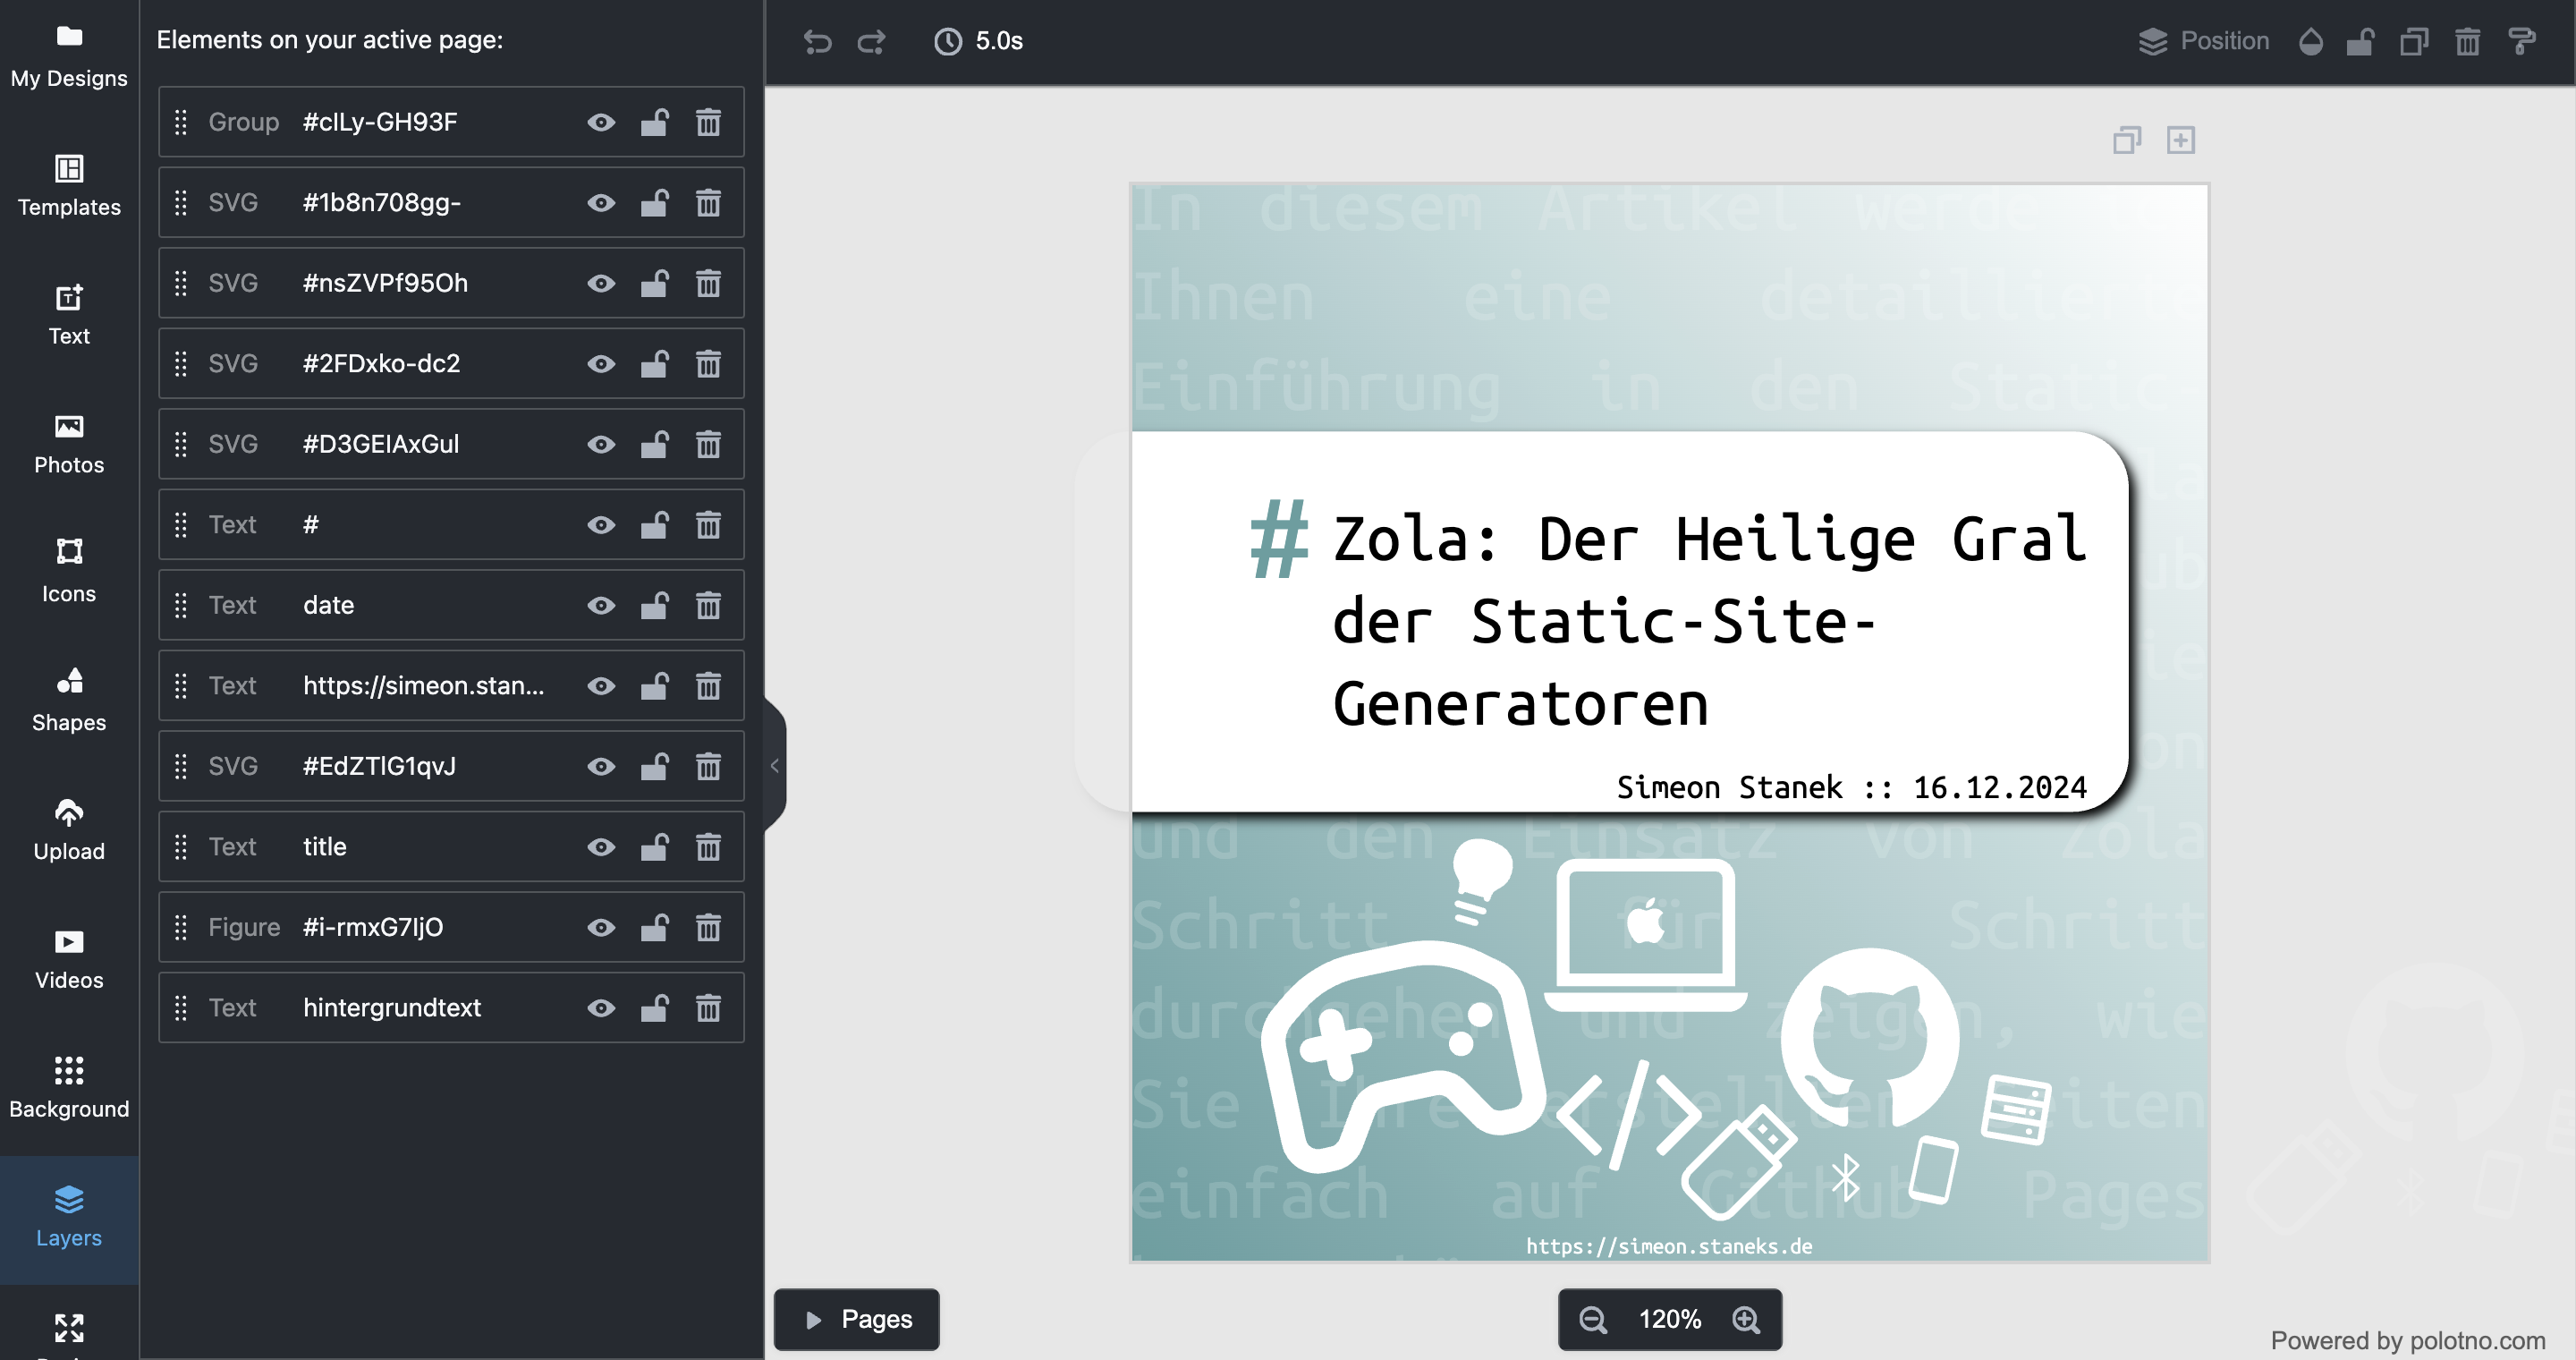 My Designs
Templates
Text
Photos
Icons
Shapes
Upload
Videos
Background
Layers
Elements on your active page:
Group #clLy-GH93F
SVG #1b8n708gg-
SVG #nsZVPf95Oh
SVG #2FDxko-dc2
SVG #D3GElAxGul
Text #
Text date
Text https://simeon.stan...
SVG #EdZTlG1qvJ
Text title
Figure #i-rmxG7ljO
Text hintergrundtext
5.0s
Position
In diesem Artikel werde
Ihnen eine detaillierte
Einführung in den Static-
# Zola: Der Heilige Gral
der Static-Site-
Generatoren
Simeon Stanek :: 16.12.2024
und den Einsatz von Zola
Schritt für Schritt
durchgehen und zeigen, wie
Sie Ihre erstellten Seiten
einfach auf Github Pages
https://simeon.staneks.de
Pages
120%
Powered by polotno.com